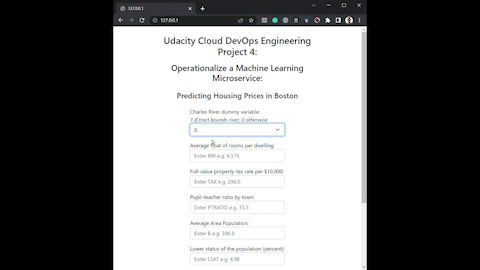 127.0.0.1
127.0.0.1
Udacity Cloud DevOps Engineering
Project 4:
Operationalize a Machine Learning
Microservice:
Predicting Housing Prices in Boston
Charles River dummy variable:
1 if tract bounds river; 0 otherwise
0
Average float of rooms per dwelling:
Enter RM e.g. 6.575
Full-value property-tax rate per $10,000:
Enter TAX e.g. 296.0
Pupil-teacher ratio by town:
Enter PTRATIO e.g. 15.3
Average Area Population:
Enter B e.g. 396.9
Lower status of the population (percent):
Enter LSAT e.g. 4.98